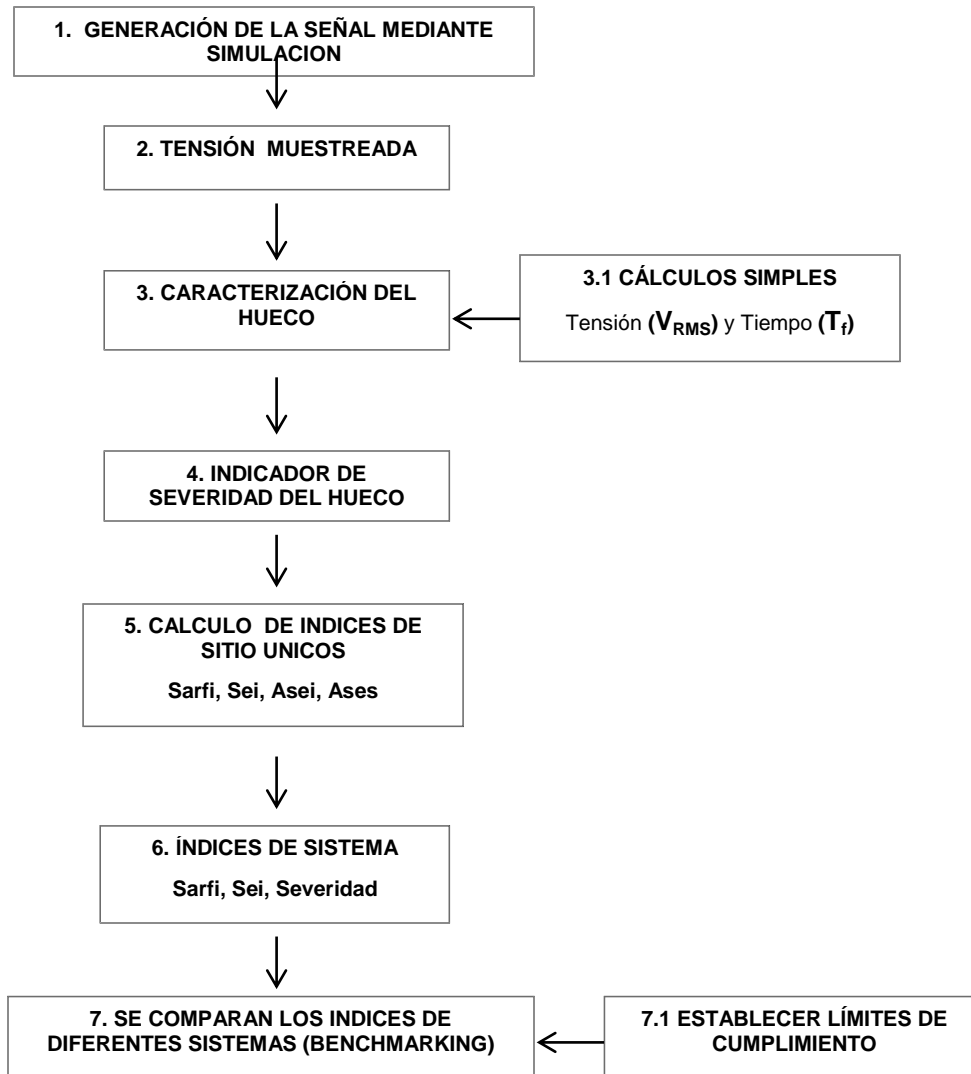 1. GENERACIÓN DE LA SEÑAL MEDIANTE
SIMULACION
2. TENSIÓN MUESTREADA
3. CARACTERIZACIÓN DEL
HUECO
3.1 CÁLCULOS SIMPLES
Tensión (V_RMS) y Tiempo (T_f)
4. INDICADOR DE
SEVERIDAD DEL HUECO
5. CALCULO DE INDICES DE
SITIO UNICOS
Sarfi, Sei, Asei, Ases
6. ÍNDICES DE SISTEMA
Sarfi, Sei, Severidad
7. SE COMPARAN LOS INDICES DE
DIFERENTES SISTEMAS (BENCHMARKING)
7.1 ESTABLECER LÍMITES DE
CUMPLIMIENTO